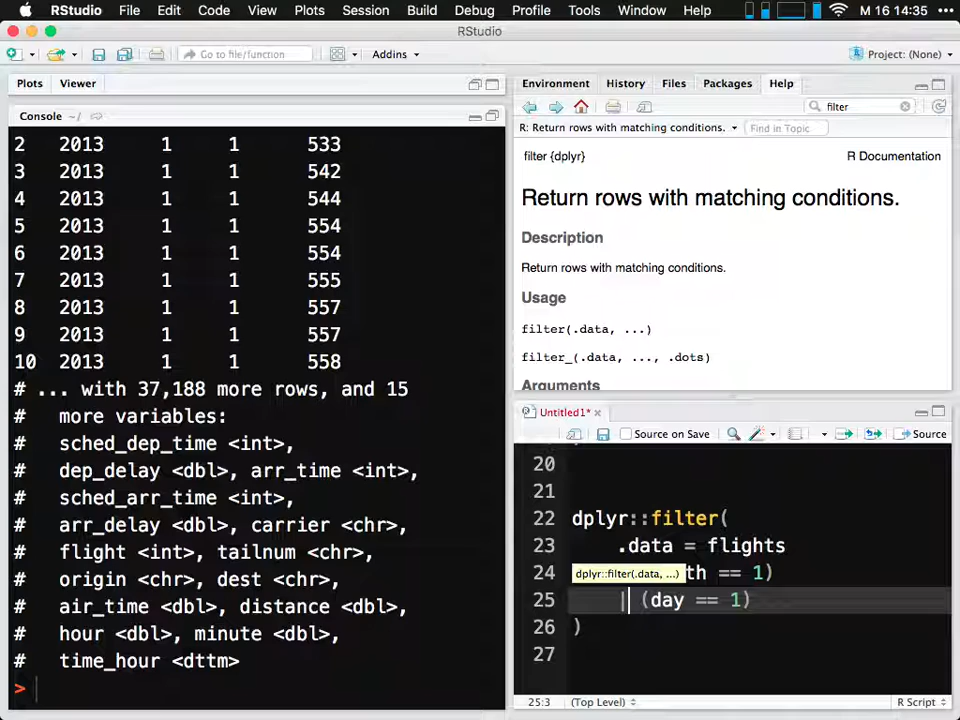 RStudio File Edit Code View Plots Session Build Debug Profile Tools Window Help M 16 14:35
RStudio
Go to file/function Addins Project: (None)
Plots Viewer
Console ~/
2 2013 1 1 533
3 2013 1 1 542
4 2013 1 1 544
5 2013 1 1 554
6 2013 1 1 554
7 2013 1 1 555
8 2013 1 1 557
9 2013 1 1 557
10 2013 1 1 558
# ... with 37,188 more rows, and 15
# more variables:
# sched_dep_time <int>,
# dep_delay <dbl>, arr_time <int>,
# sched_arr_time <int>,
# arr_delay <dbl>, carrier <chr>,
# flight <int>, tailnum <chr>,
# origin <chr>, dest <chr>,
# air_time <dbl>, distance <dbl>,
# hour <dbl>, minute <dbl>,
# time_hour <dttm>
>
Environment History Files Packages Help
filter
R: Return rows with matching conditions. Find in Topic
filter {dplyr} R Documentation
Return rows with matching conditions.
Description
Return rows with matching conditions.
Usage
filter(.data, ...)
filter_(.data, ..., .dots)
Arguments
Untitled1*
Source on Save Source
20
21
22 dplyr::filter(
23 .data = flights
24 dplyr::filter(.data, ...) th == 1)
25 | (day == 1)
26 )
27
25:3 (Top Level) R Script